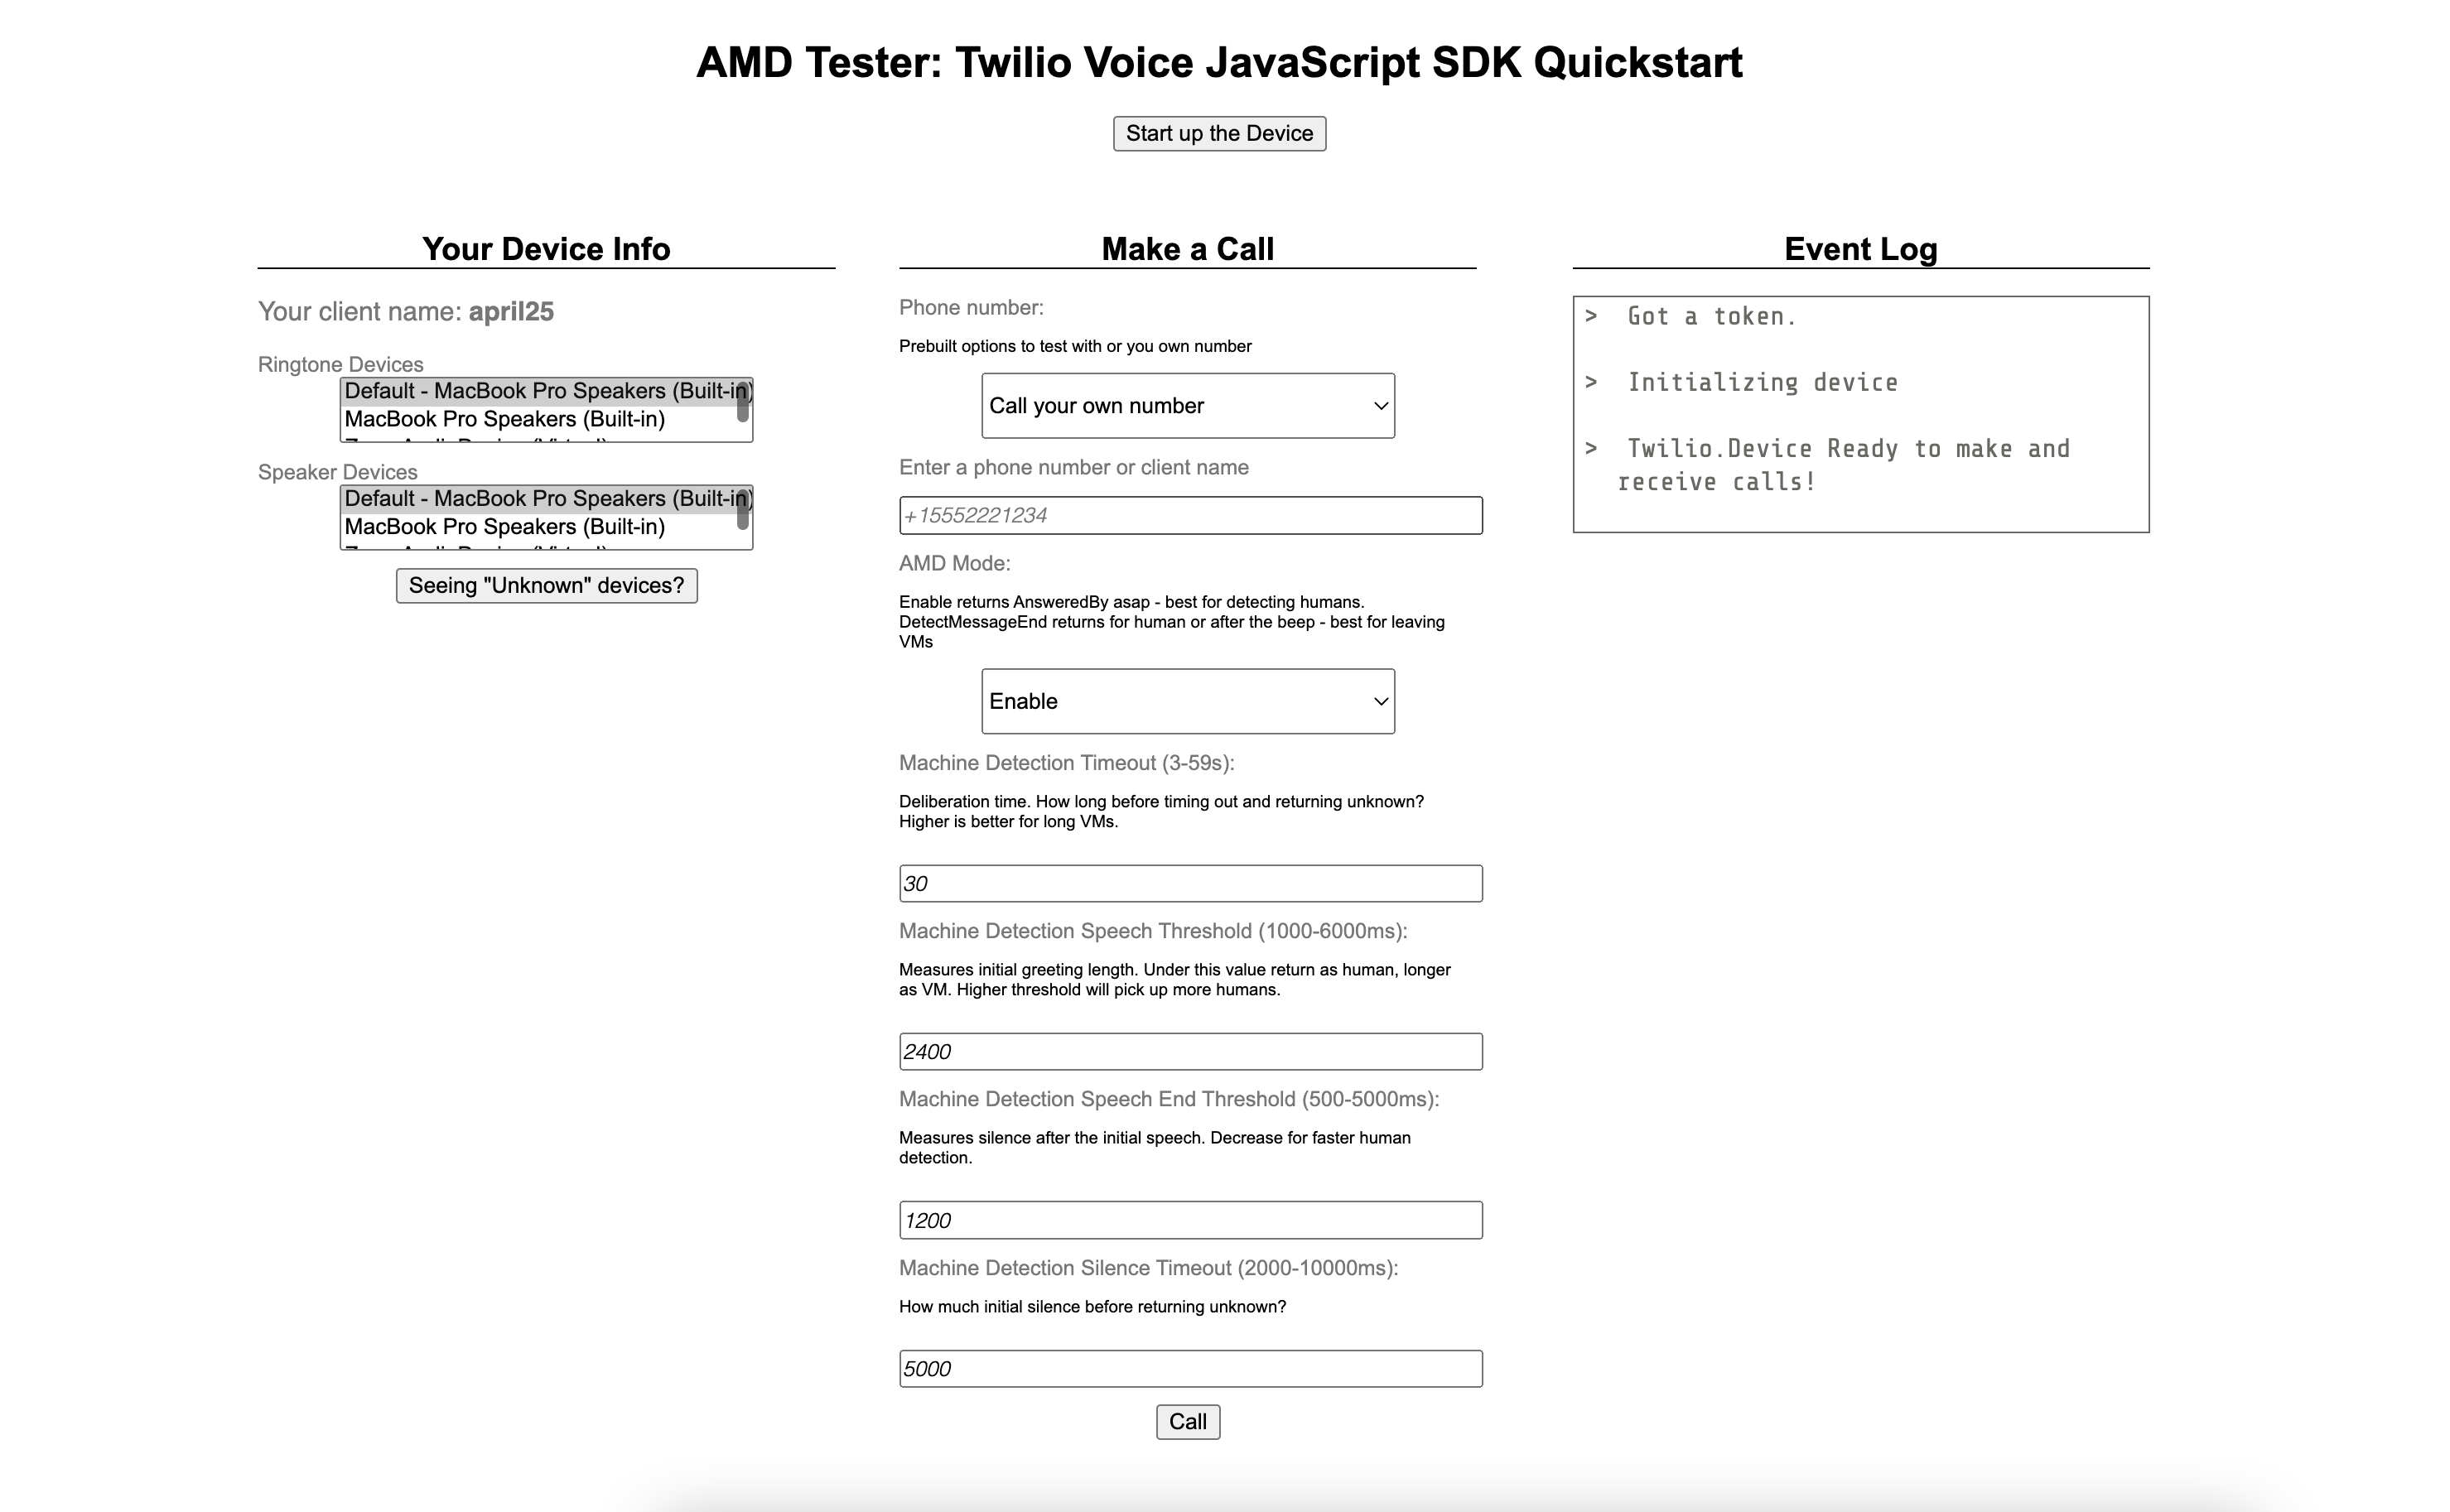 AMD Tester: Twilio Voice JavaScript SDK Quickstart
Start up the Device
Your Device Info
Your client name: april25
Ringtone Devices
Default - MacBook Pro Speakers (Built-in)
MacBook Pro Speakers (Built-in)
Speaker Devices
Default - MacBook Pro Speakers (Built-in)
MacBook Pro Speakers (Built-in)
Seeing "Unknown" devices?
Make a Call
Phone number:
Prebuilt options to test with or you own number
Call your own number
Enter a phone number or client name
+15552221234
AMD Mode:
Enable returns AnsweredBy asap - best for detecting humans.
DetectMessageEnd returns for human or after the beep - best for leaving
VMs
Enable
Machine Detection Timeout (3-59s):
Deliberation time. How long before timing out and returning unknown?
Higher is better for long VMs.
30
Machine Detection Speech Threshold (1000-6000ms):
Measures initial greeting length. Under this value return as human, longer
as VM. Higher threshold will pick up more humans.
2400
Machine Detection Speech End Threshold (500-5000ms):
Measures silence after the initial speech. Decrease for faster human
detection.
1200
Machine Detection Silence Timeout (2000-10000ms):
How much initial silence before returning unknown?
5000
Call
Event Log
> Got a token.
> Initializing device
> Twilio.Device Ready to make and
receive calls!